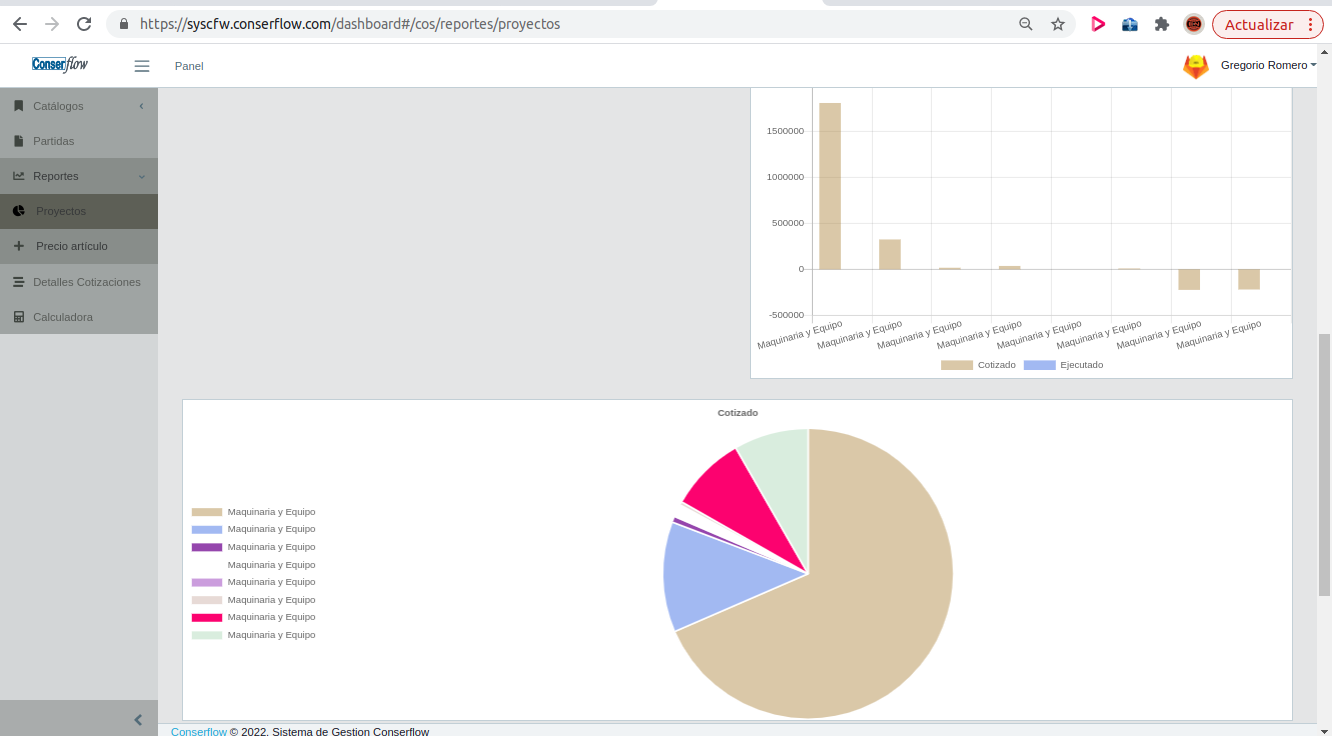 https://syscfw.conserflow.com/dashboard#/cos/reportes/proyectos
Actualizar
Conserflow
Panel
Gregorio Romero
Catálogos
Partidas
Reportes
Proyectos
Precio artículo
Detalles Cotizaciones
Calculadora
1500000
1000000
500000
0
-500000
Maquinaria y Equipo
Maquinaria y Equipo
Maquinaria y Equipo
Maquinaria y Equipo
Maquinaria y Equipo
Maquinaria y Equipo
Maquinaria y Equipo
Maquinaria y Equipo
Cotizado Ejecutado
Cotizado
Maquinaria y Equipo
Maquinaria y Equipo
Maquinaria y Equipo
Maquinaria y Equipo
Maquinaria y Equipo
Maquinaria y Equipo
Maquinaria y Equipo
Maquinaria y Equipo
Conserflow © 2022. Sistema de Gestion Conserflow